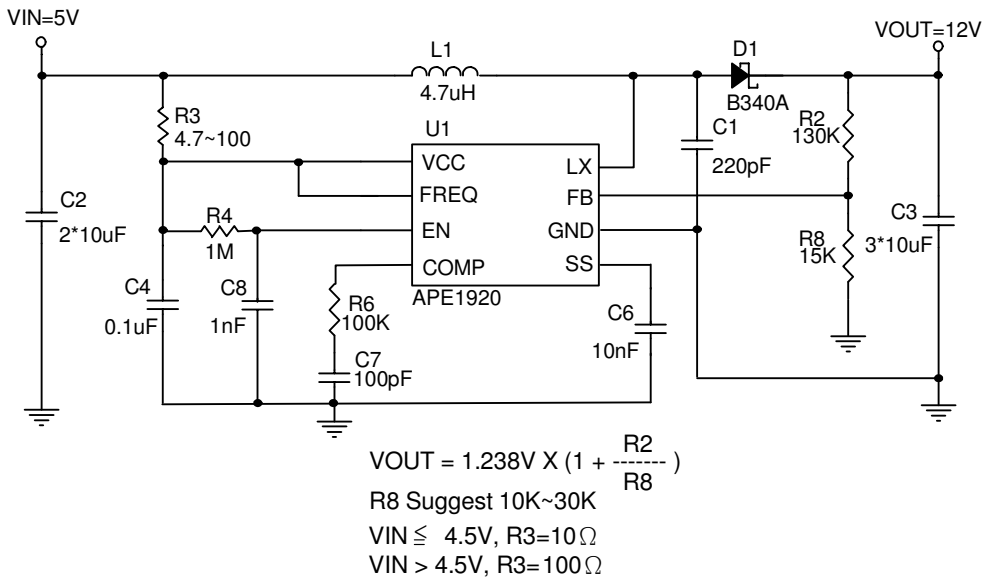 VIN=5V
VOUT=12V
L1
4.7uH
D1
B340A
R3
4.7~100
U1
VCC
FREQ
EN
COMP
LX
FB
GND
SS
APE1920
C1
220pF
R2
130K
R8
15K
C2
2*10uF
C3
3*10uF
R4
1M
C4
0.1uF
C8
1nF
R6
100K
C7
100pF
C6
10nF
VOUT = 1.238V X (1 + R2 / R8 )
R8 Suggest 10K~30K
VIN ≦ 4.5V, R3=10Ω
VIN > 4.5V, R3=100Ω